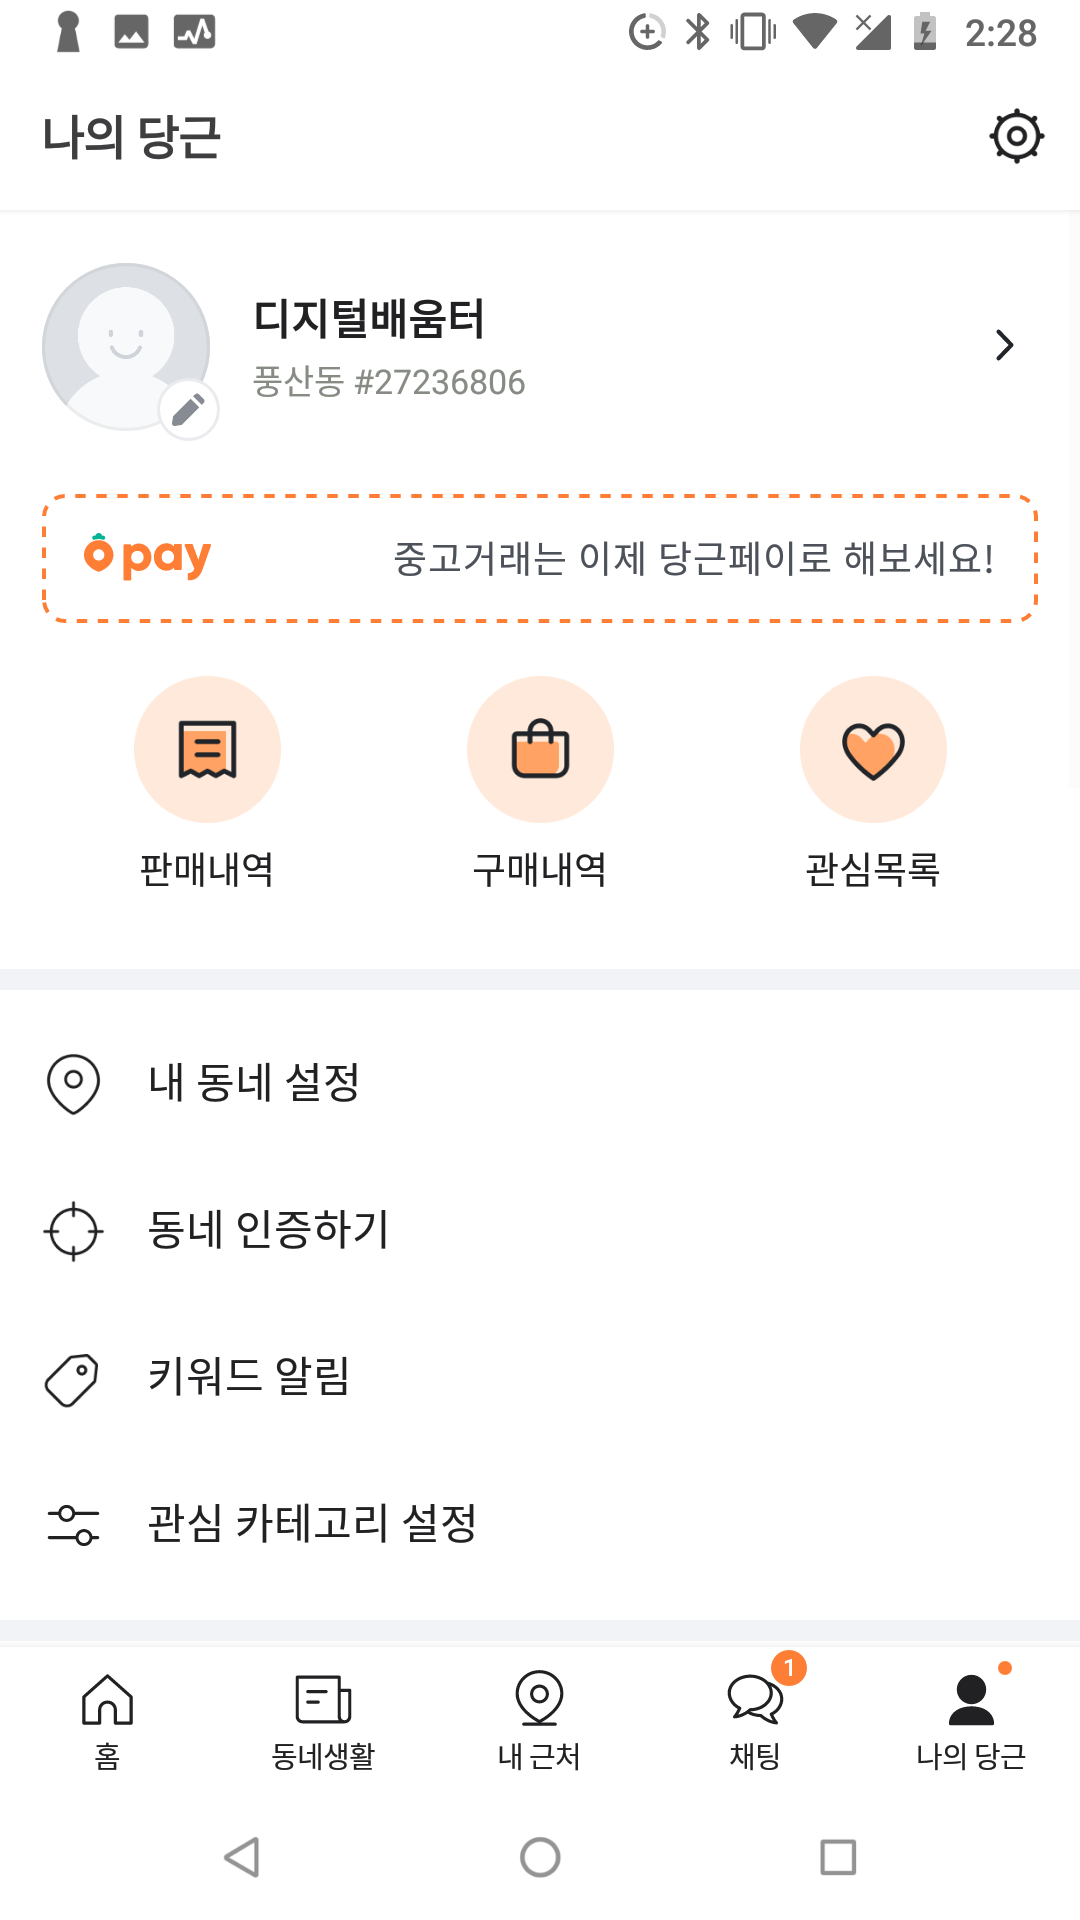 2:28
나의 당근
디지털배움터
풍산동 #27236806
pay 중고거래는 이제 당근페이로 해보세요!
판매내역 구매내역 관심목록
내 동네 설정
동네 인증하기
키워드 알림
관심 카테고리 설정
1
홈 동네생활 내 근처 채팅 나의 당근